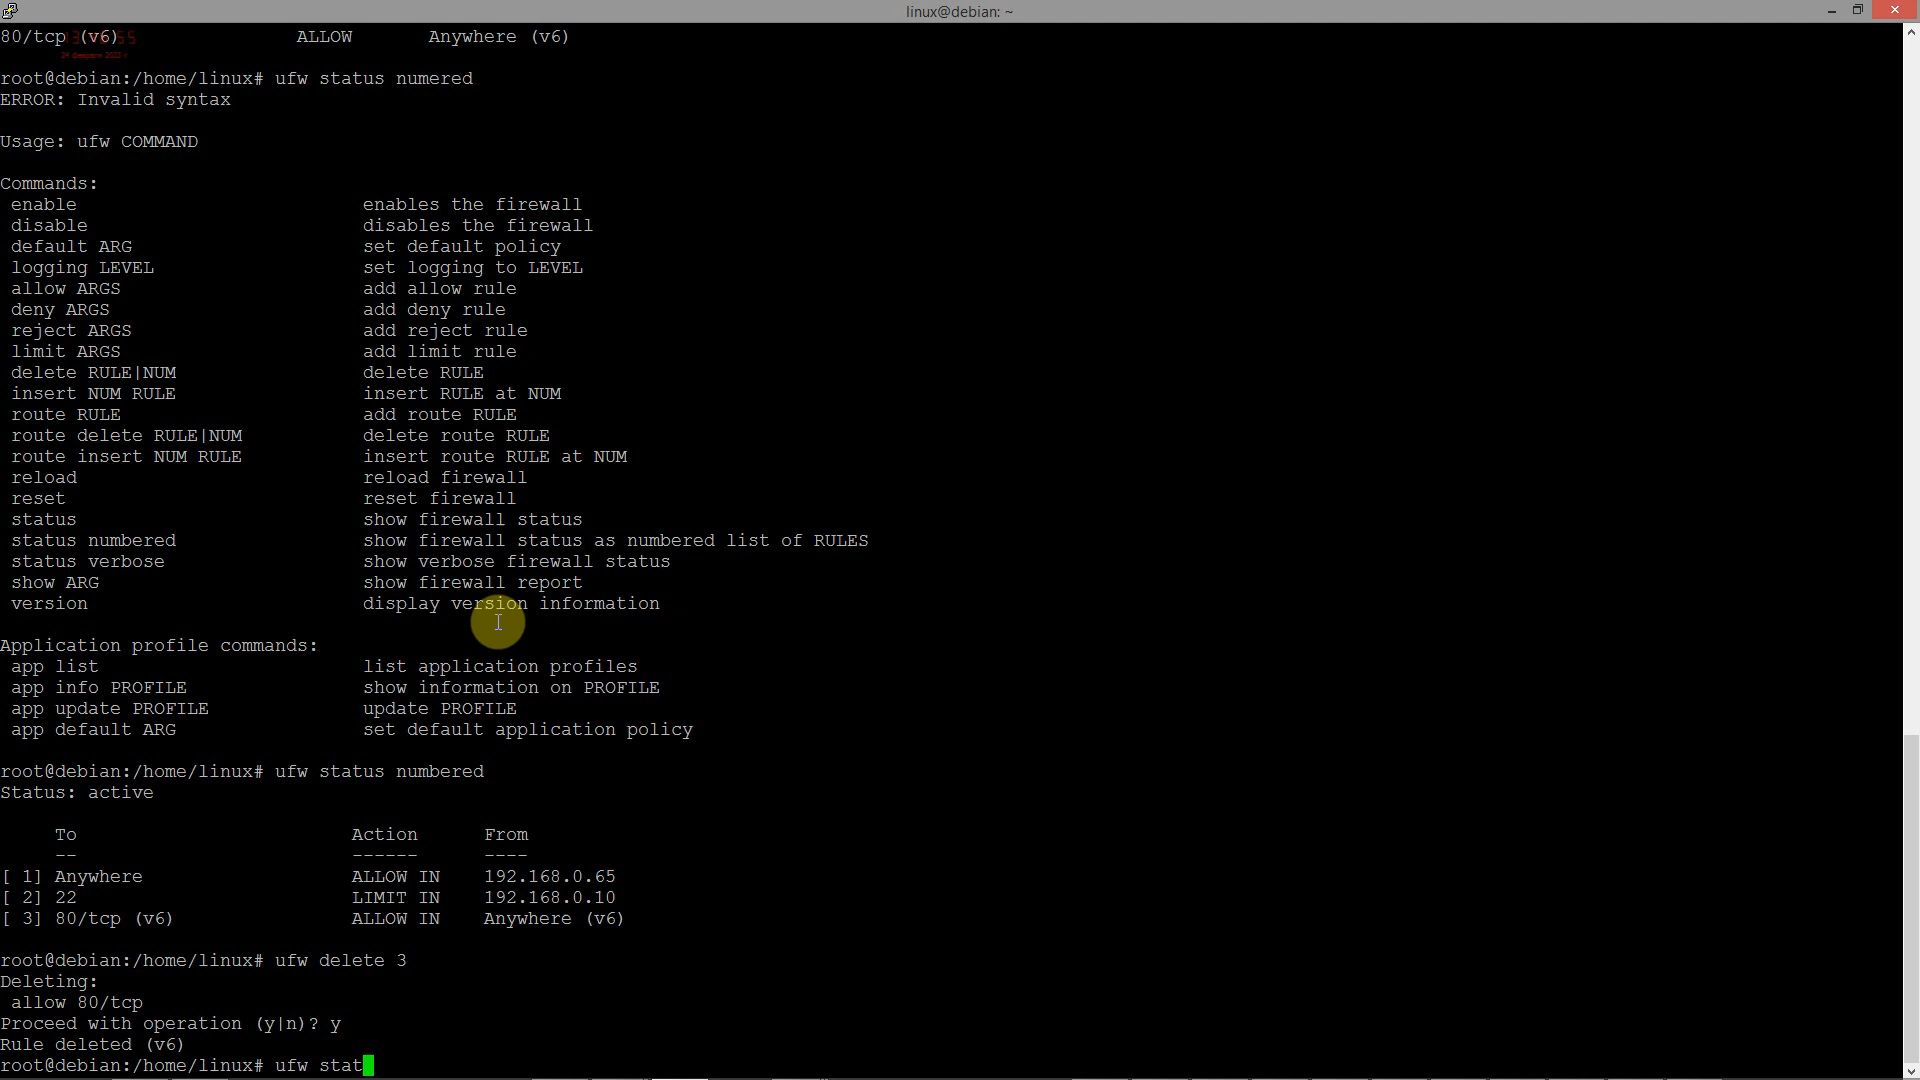 linux@debian: ~
80/tcp (v6)                ALLOW       Anywhere (v6)
root@debian:/home/linux# ufw status numered
ERROR: Invalid syntax
Usage: ufw COMMAND
Commands:
 enable                          enables the firewall
 disable                         disables the firewall
 default ARG                     set default policy
 logging LEVEL                   set logging to LEVEL
 allow ARGS                      add allow rule
 deny ARGS                       add deny rule
 reject ARGS                     add reject rule
 limit ARGS                      add limit rule
 delete RULE|NUM                 delete RULE
 insert NUM RULE                 insert RULE at NUM
 route RULE                      add route RULE
 route delete RULE|NUM           delete route RULE
 route insert NUM RULE           insert route RULE at NUM
 reload                          reload firewall
 reset                           reset firewall
 status                          show firewall status
 status numbered                 show firewall status as numbered list of RULES
 status verbose                  show verbose firewall status
 show ARG                        show firewall report
 version                         display version information
Application profile commands:
 app list                        list application profiles
 app info PROFILE                show information on PROFILE
 app update PROFILE              update PROFILE
 app default ARG                 set default application policy
root@debian:/home/linux# ufw status numbered
Status: active
     To                         Action      From
     --                         ------      ----
[ 1] Anywhere                   ALLOW IN    192.168.0.65
[ 2] 22                         LIMIT IN    192.168.0.10
[ 3] 80/tcp (v6)                ALLOW IN    Anywhere (v6)
root@debian:/home/linux# ufw delete 3
Deleting:
 allow 80/tcp
Proceed with operation (y|n)? y
Rule deleted (v6)
root@debian:/home/linux# ufw stat